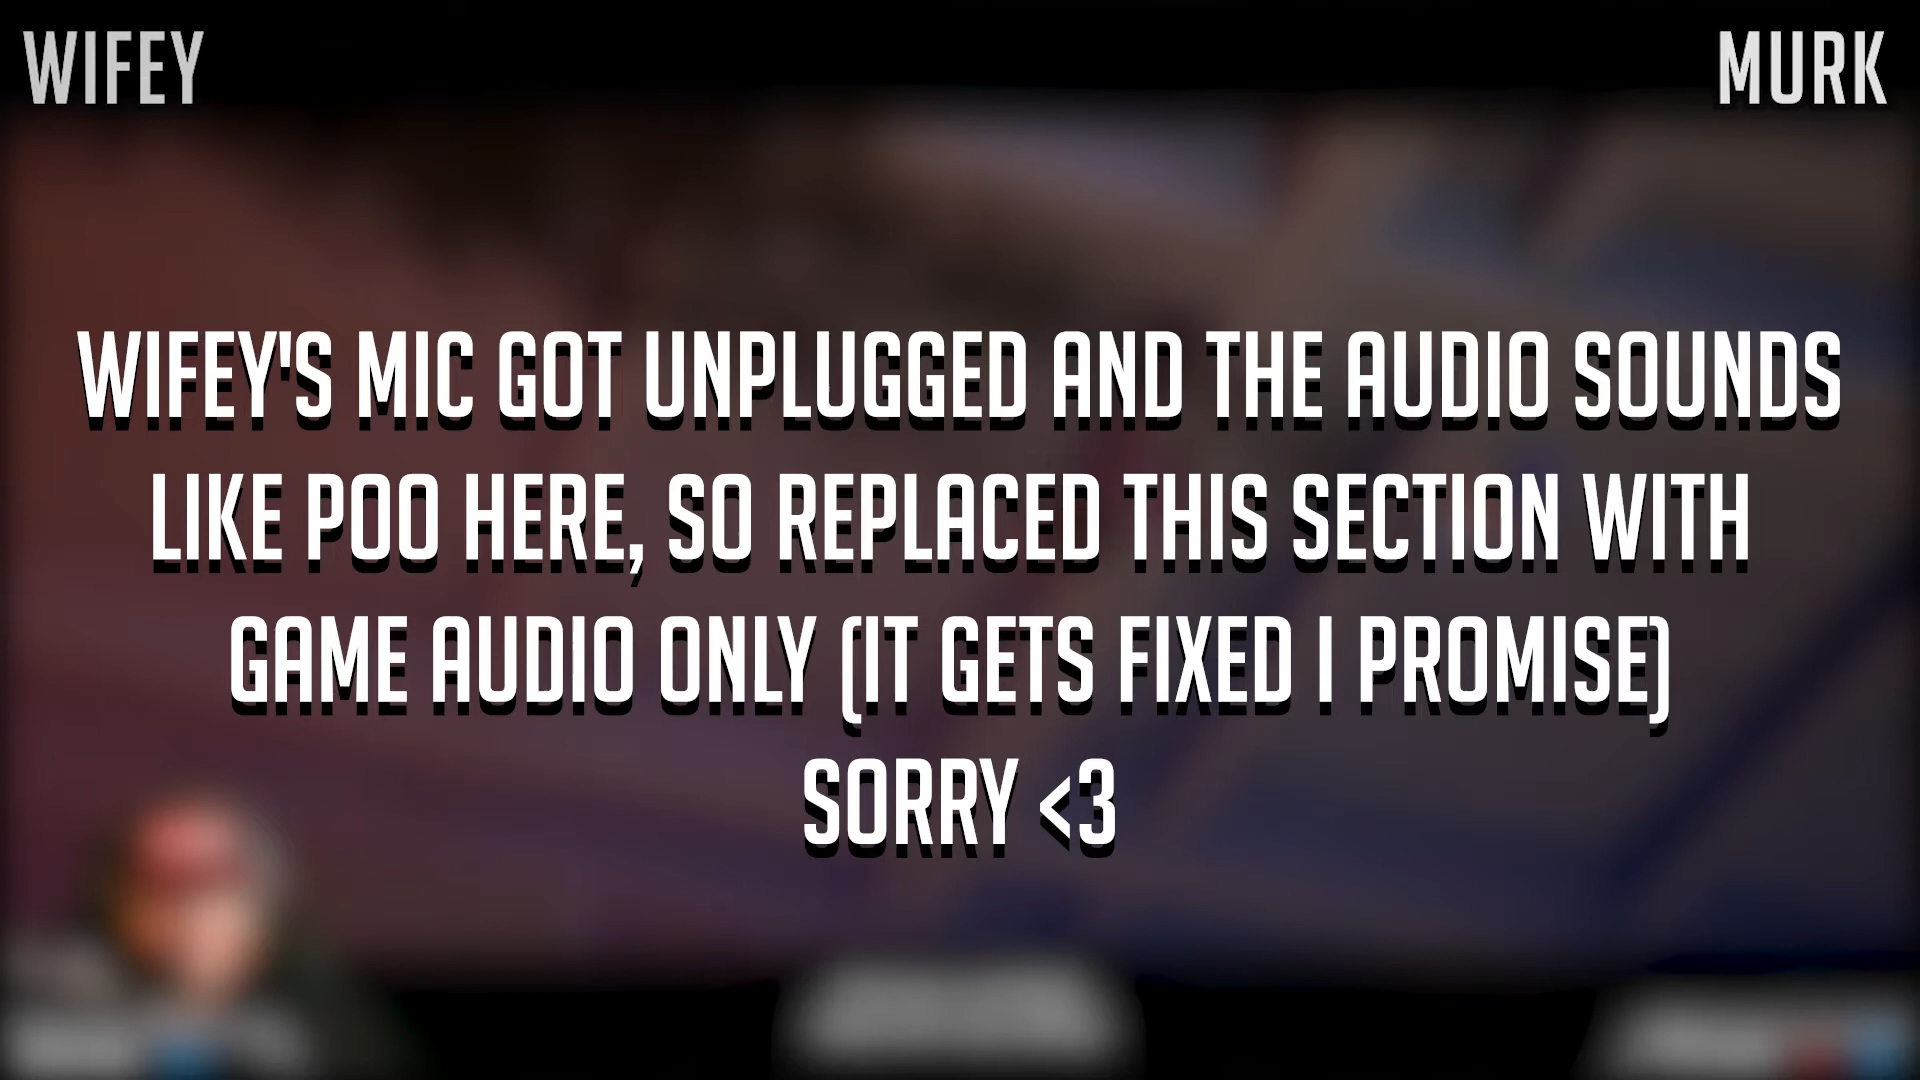 WIFEY
MURK
WIFEY'S MIC GOT UNPLUGGED AND THE AUDIO SOUNDS
LIKE POO HERE, SO REPLACED THIS SECTION WITH
GAME AUDIO ONLY (IT GETS FIXED I PROMISE)
SORRY <3